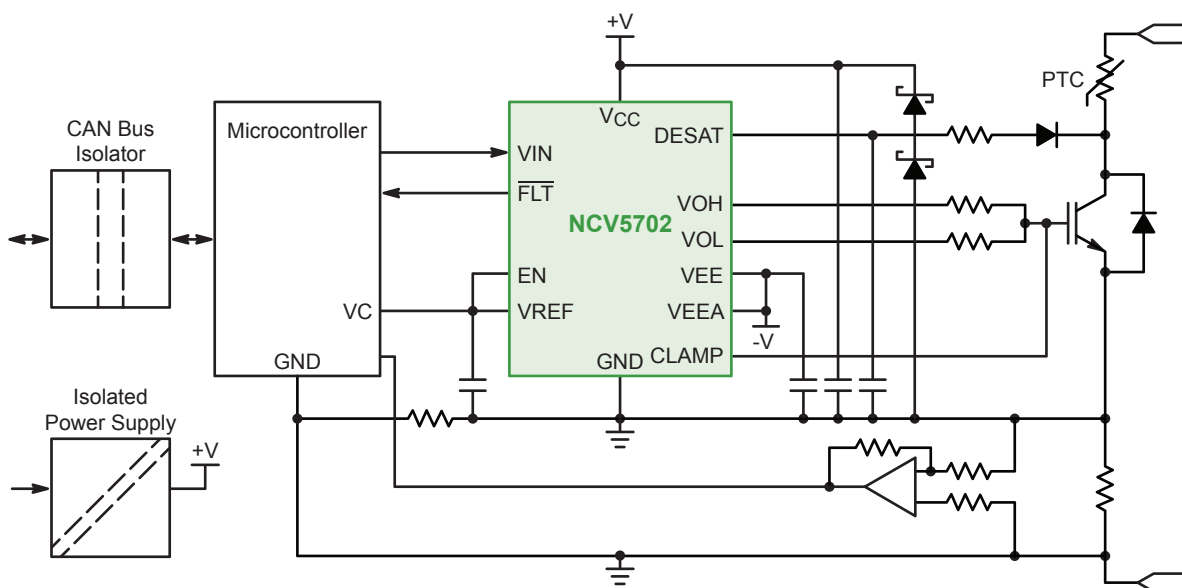 +V
PTC
CAN Bus
Isolator
Microcontroller
VCC
DESAT
VIN
FLT
VOH
NCV5702
VOL
EN
VEE
VC
VREF
VEEA
-V
GND
GND
CLAMP
Isolated
Power Supply
+V